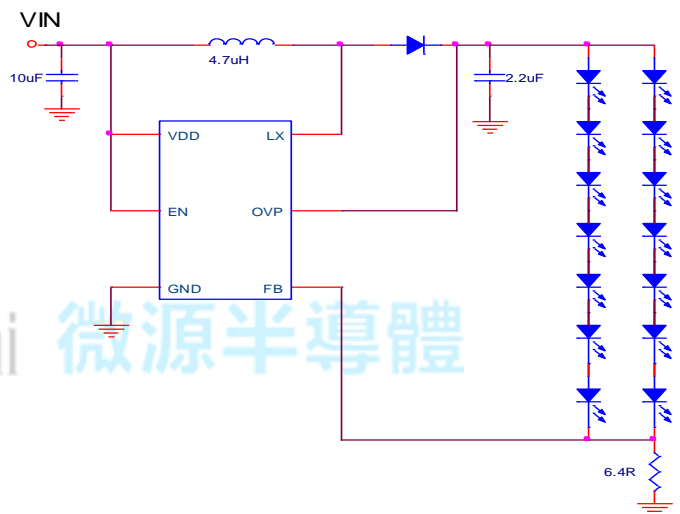 VIN
4.7uH
10uF
2.2uF
VDD
LX
EN
OVP
GND
FB
微源半導體
6.4R